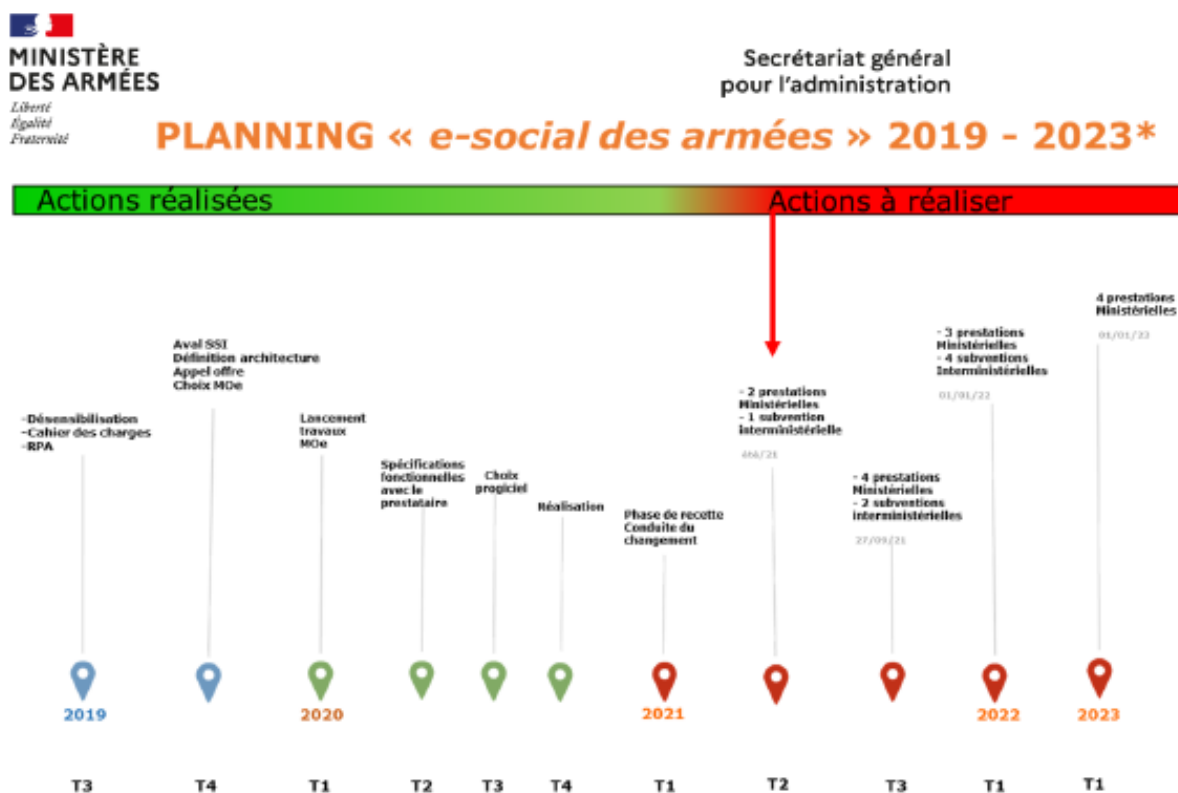 MINISTÈRE
DES ARMÉES
Liberté
Égalité
Fraternité
Secrétariat général
pour l'administration
PLANNING « e-social des armées » 2019 - 2023*
Actions réalisées
Actions à réaliser
-Désensibilisation
-Cahier des charges
-RPA
Aval SSI
Définition architecture
Appel offre
Choix MOe
Lancement
travaux
MOe
Spécifications
fonctionnelles
avec le
prestataire
Choix
progiciel
Réalisation
Phase de recette
Conduite du
changement
- 2 prestations
Ministérielles
- 1 subvention
interministérielle
- 4 prestations
Ministérielles
- 2 subventions
interministérielles
27/09/21
- 3 prestations
Ministérielles
- 4 subventions
Interministérielles
01/01/22
4 prestations
Ministérielles
01/01/22
2019
2020
2021
2022
2023
T3
T4
T1
T2
T3
T4
T1
T2
T3
T1
T1